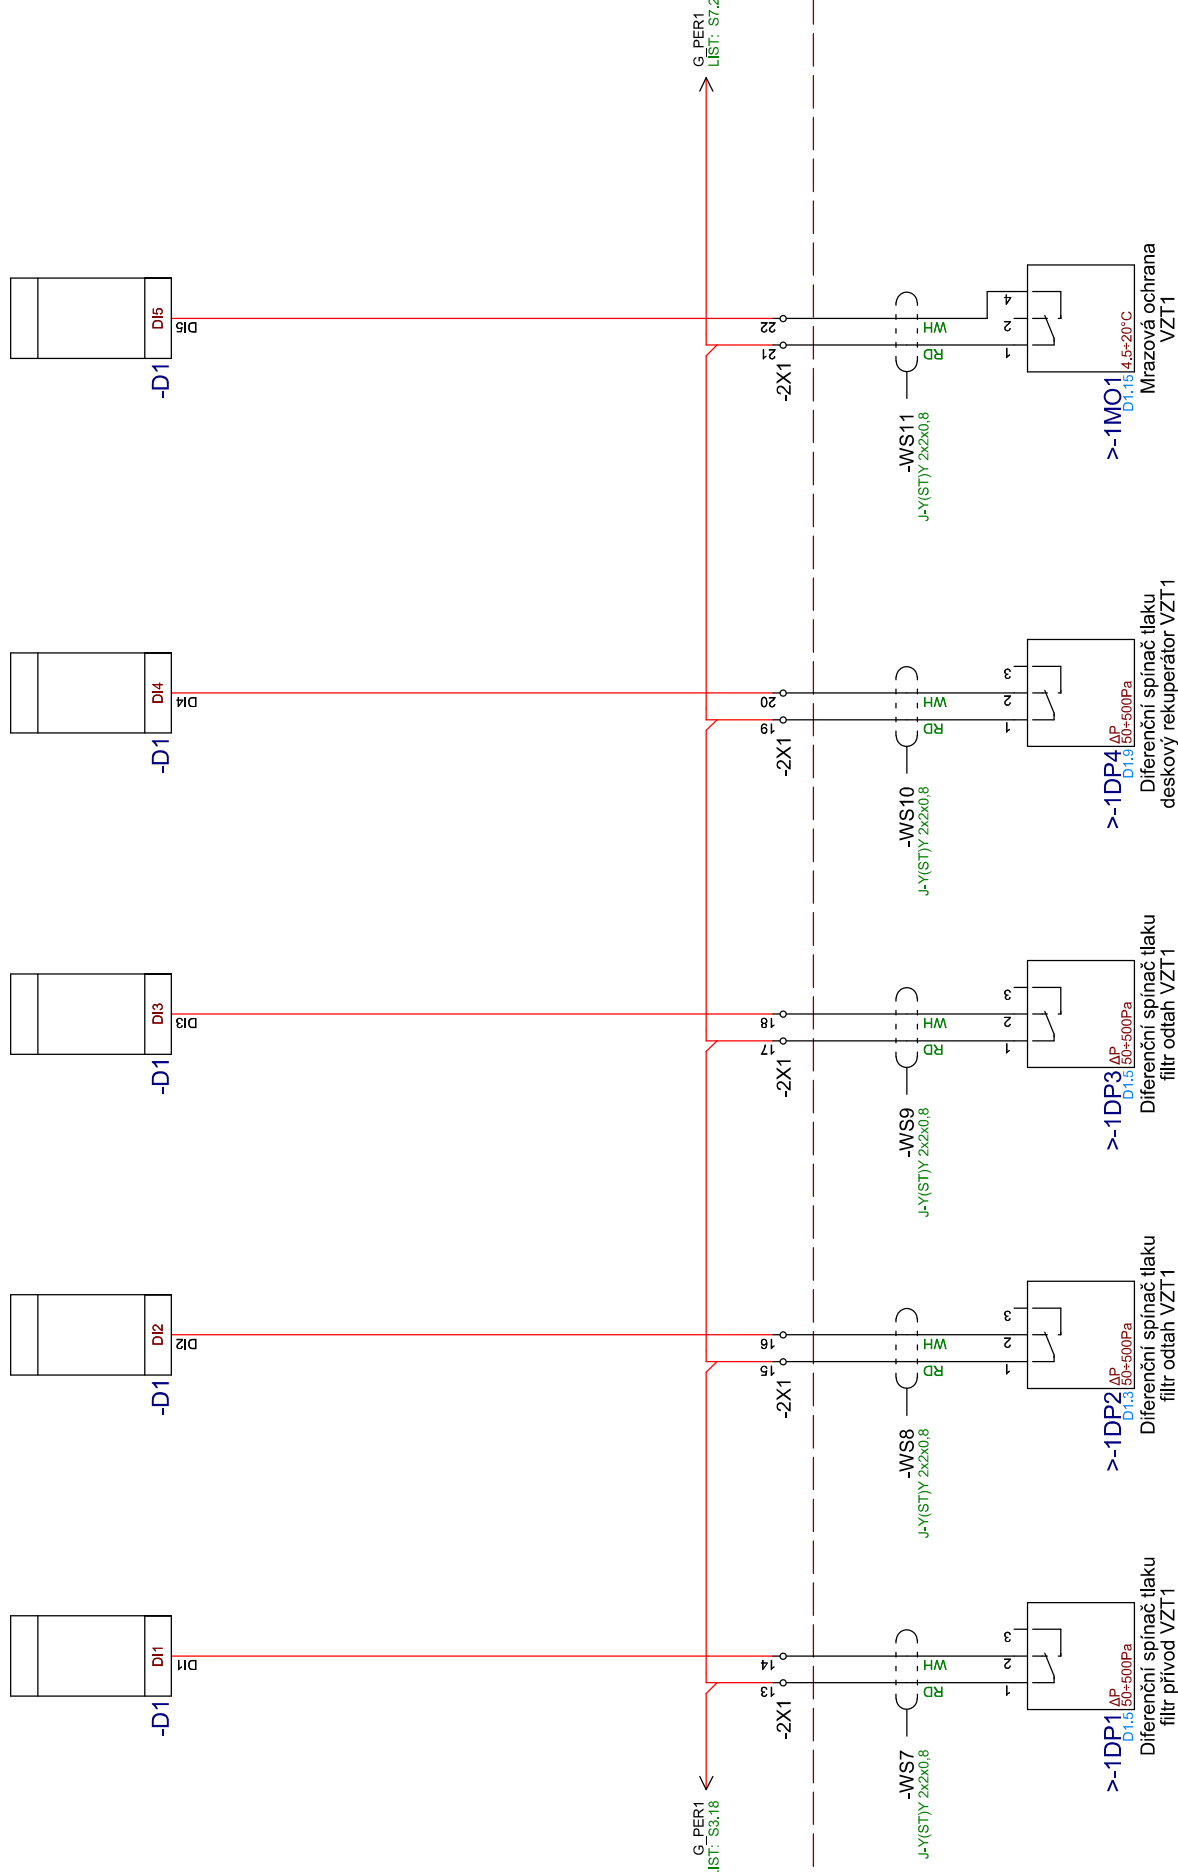 G_PER1
LIST: S3.18
-D1
DI1
DI1
-2X1
13
14
-WS7
J-Y(ST)Y 2x2x0,8
RD
WH
1
2
3
>-1DP1
D1.5
ΔP
50÷500Pa
Diferenční spínač tlaku
filtr přívod VZT1
-D1
DI2
DI2
-2X1
15
16
-WS8
J-Y(ST)Y 2x2x0,8
RD
WH
1
2
3
>-1DP2
D1.3
ΔP
50÷500Pa
Diferenční spínač tlaku
filtr odtah VZT1
-D1
DI3
DI3
-2X1
17
18
-WS9
J-Y(ST)Y 2x2x0,8
RD
WH
1
2
3
>-1DP3
D1.5
ΔP
50÷500Pa
Diferenční spínač tlaku
filtr odtah VZT1
-D1
DI4
DI4
-2X1
19
20
-WS10
J-Y(ST)Y 2x2x0,8
RD
WH
1
2
3
>-1DP4
D1.9
ΔP
50÷500Pa
Diferenční spínač tlaku
deskový rekuperátor VZT1
-D1
DI5
DI5
-2X1
21
22
-WS11
J-Y(ST)Y 2x2x0,8
RD
WH
1
2
4
>-1MO1
D1.15
4.5÷20°C
Mrazová ochrana
VZT1
G_PER1
LIST: S7.2